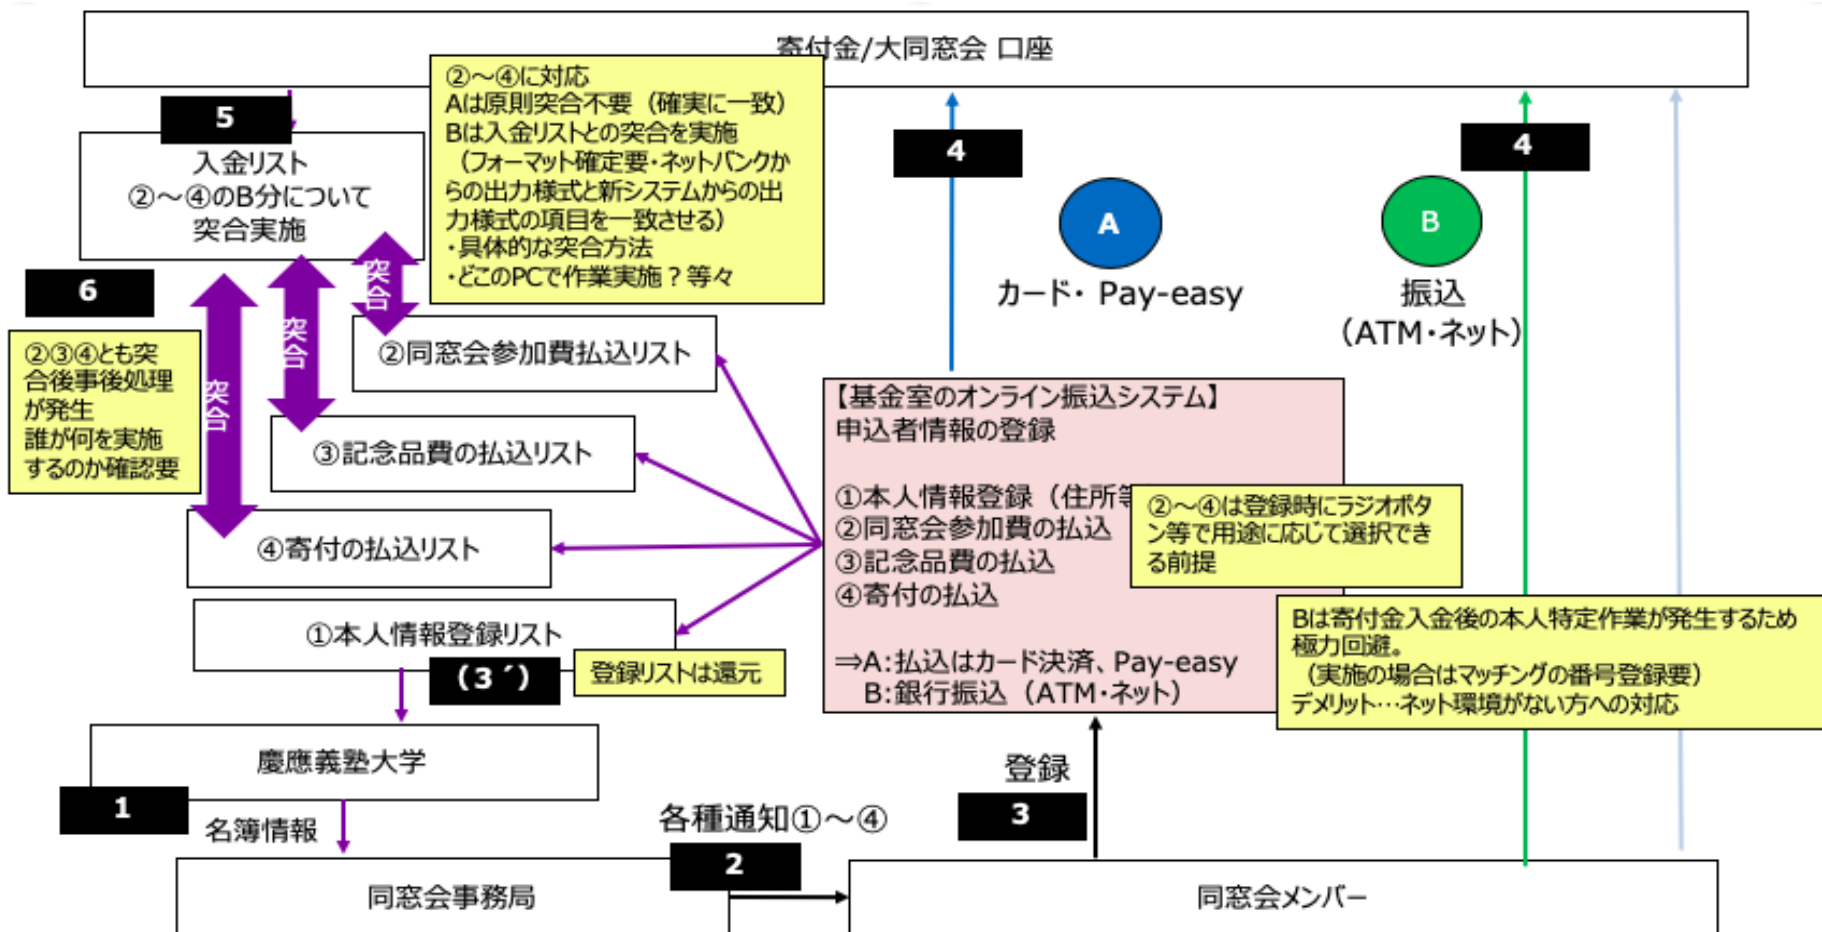 寄付金/大同窓会 口座
5
入金リスト
②～④のB分について
突合実施
②～④に対応
Aは原則突合不要（確実に一致）
Bは入金リストとの突合を実施
（フォーマット確定要・ネットバンクか
らの出力様式と新システムからの出
力様式の項目を一致させる）
・具体的な突合方法
・どこのPCで作業実施？等々
4
A
カード・ Pay-easy
4
B
振込
（ATM・ネット）
6
②③④とも突
合後事後処理
が発生
誰が何を実施
するのか確認要
突合
突合
突合
②同窓会参加費払込リスト
③記念品費の払込リスト
④寄付の払込リスト
①本人情報登録リスト
（3´）
登録リストは還元
【基金室のオンライン振込システム】
申込者情報の登録
①本人情報登録（住所等
②同窓会参加費の払込
③記念品費の払込
④寄付の払込
⇒A:払込はカード決済、Pay-easy
B:銀行振込（ATM・ネット）
②～④は登録時にラジオボタ
ン等で用途に応じて選択でき
る前提
Bは寄付金入金後の本人特定作業が発生するため
極力回避。
（実施の場合はマッチングの番号登録要）
デメリット…ネット環境がない方への対応
慶應義塾大学
1
名簿情報
各種通知①～④
2
登録
3
同窓会事務局
同窓会メンバー